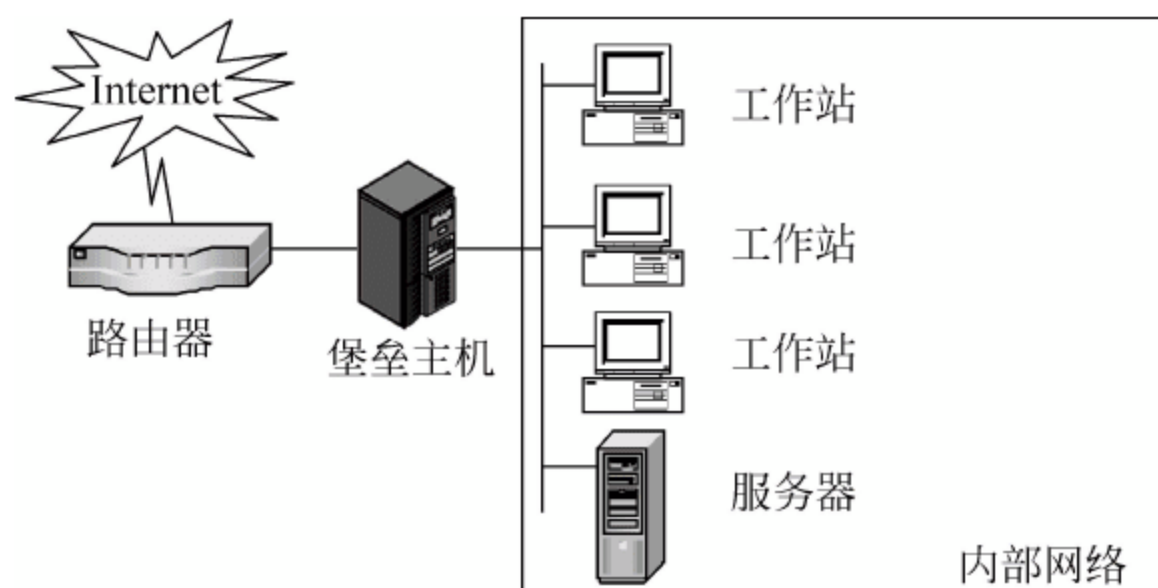 Internet
路由器
堡垒主机
工作站
工作站
工作站
服务器
内部网络